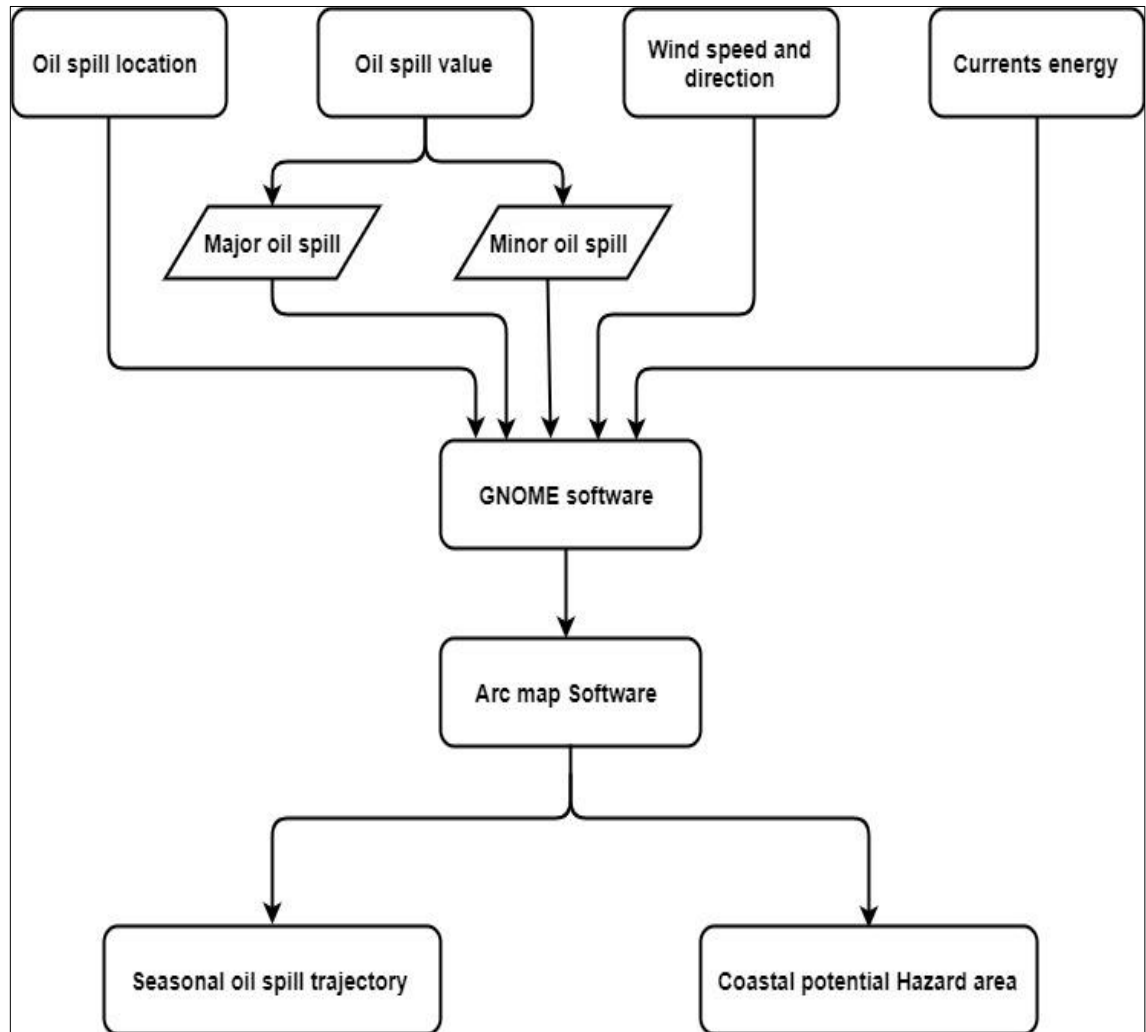 Oil spill location
Oil spill value
Wind speed and
direction
Currents energy
Major oil spill
Minor oil spill
GNOME software
Arc map Software
Seasonal oil spill trajectory
Coastal potential Hazard area